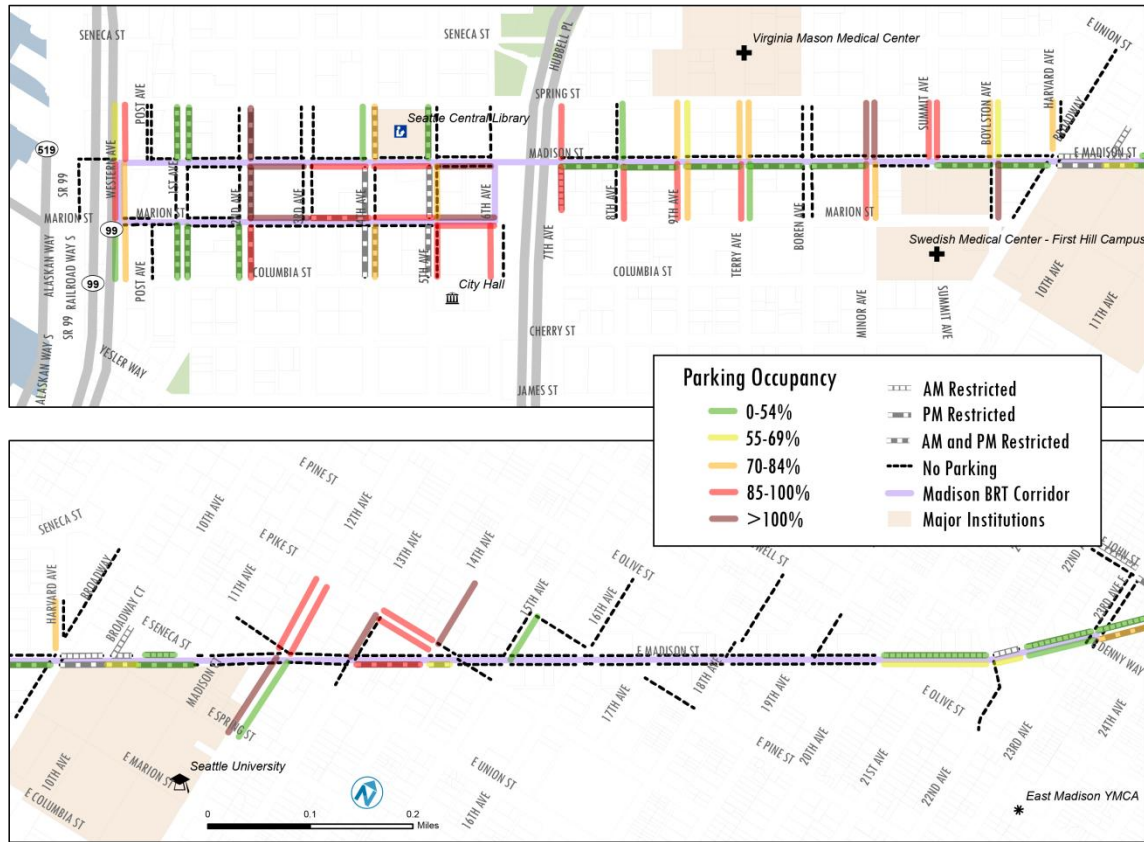 SENECA ST
SENECA ST
HUBBELL PL
Virginia Mason Medical Center
E UNION ST
POST AVE
SPRING ST
SUMMIT AVE
BOYLSTON AVE
HARVARD AVE
BROADWAY
Seattle Central Library
519
SR 99
WESTERN AVE
1ST AVE
MADISON ST
E MADISON ST
2ND AVE
3RD AVE
4TH AVE
6TH AVE
8TH AVE
9TH AVE
TERRY AVE
BOREN AVE
MARION ST
MARION ST
MARION ST
99
ALASKAN WAY
RAILROAD WAY S
5TH AVE
7TH AVE
Swedish Medical Center - First Hill Campus
POST AVE
COLUMBIA ST
COLUMBIA ST
City Hall
99
10TH AVE
11TH AVE
MINOR AVE
SUMMIT AVE
SR 99
ALASKAN WAY S
YESLER WAY
CHERRY ST
JAMES ST
Parking Occupancy
0-54%
55-69%
70-84%
85-100%
>100%
AM Restricted
PM Restricted
AM and PM Restricted
No Parking
Madison BRT Corridor
Major Institutions
SENECA ST
10TH AVE
E PINE ST
12TH AVE
E PIKE ST
13TH AVE
14TH AVE
11TH AVE
HARVARD AVE
BROADWAY
BROADWAY CT
E SENECA ST
15TH AVE
16TH AVE
E OLIVE ST
22ND
E JOHN ST
23RD AVE E
DENNY WAY
E MADISON ST
MADISON CT
E SPRING ST
17TH AVE
18TH AVE
19TH AVE
E OLIVE ST
23RD AVE
24TH AVE
Seattle University
10TH AVE
E MARION ST
E COLUMBIA ST
E UNION ST
16TH AVE
E PINE ST
20TH AVE
21ST AVE
22ND AVE
East Madison YMCA
N
0 0.1 0.2
Miles